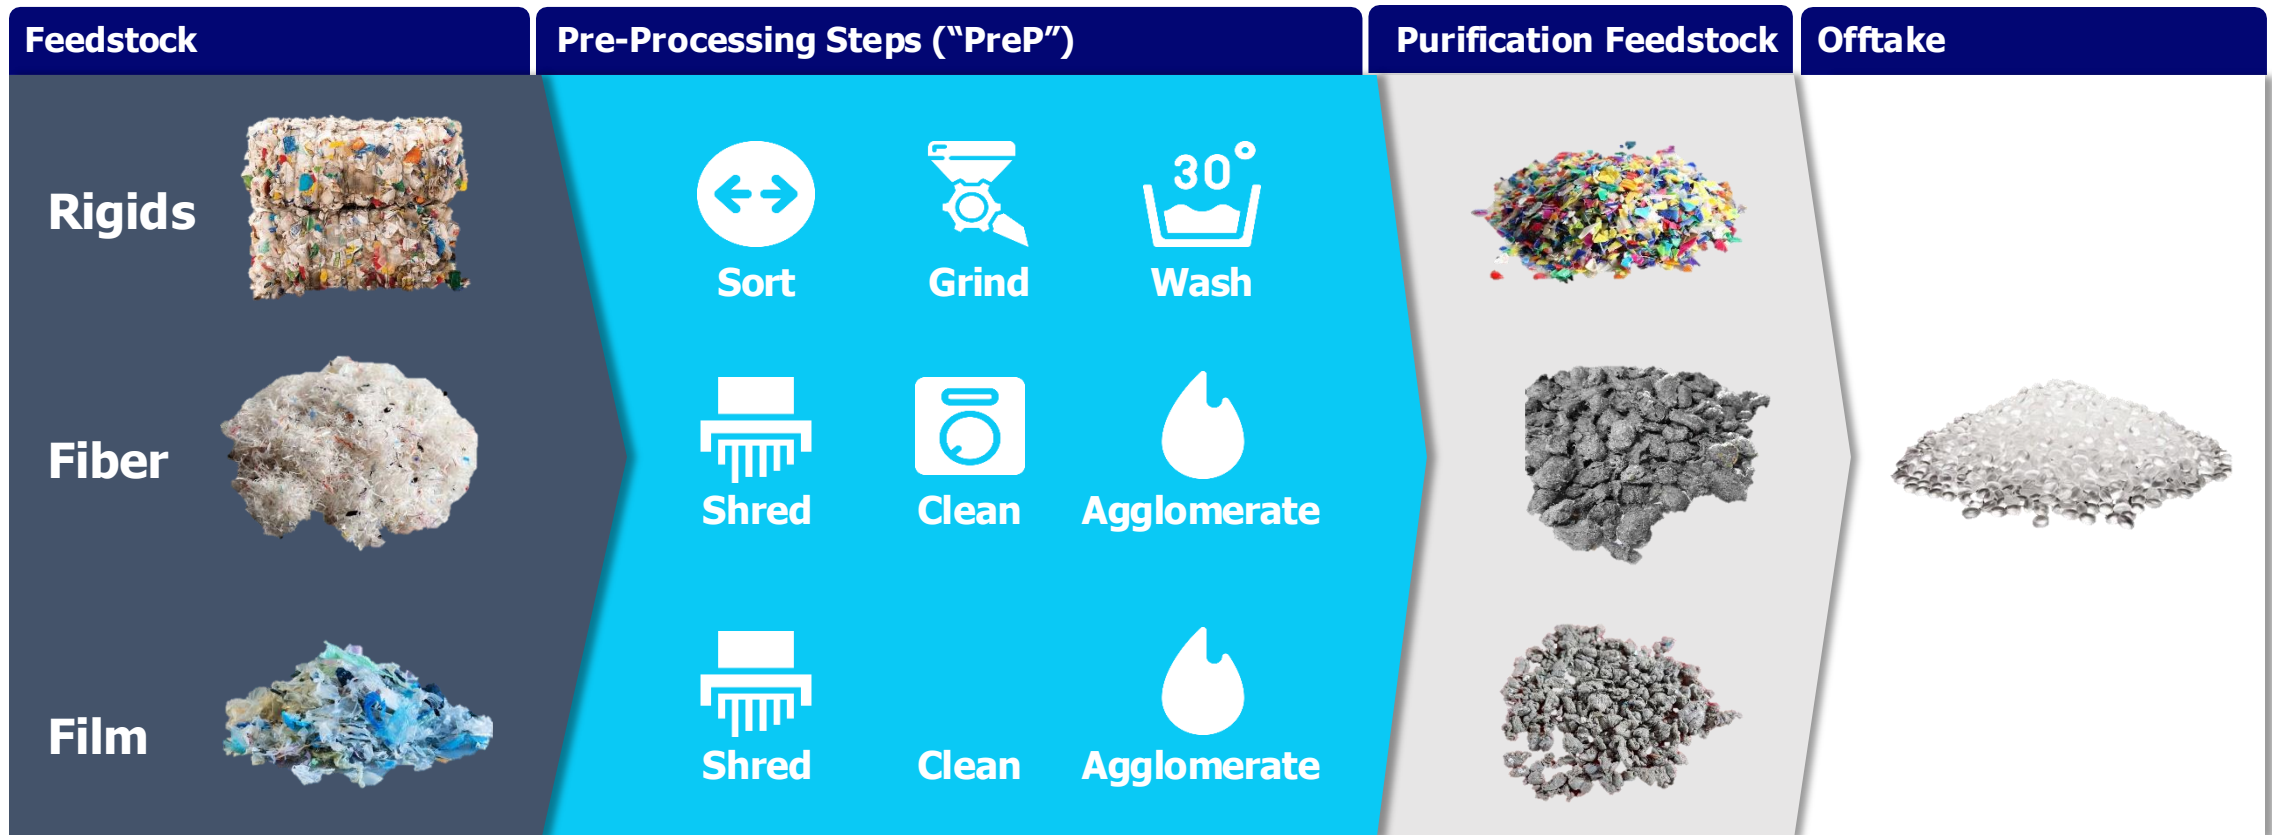 Feedstock
Pre-Processing Steps (“PreP”)
Purification Feedstock
Offtake
Rigids
Sort
Grind
30°
Wash
Fiber
Shred
Clean
Agglomerate
Film
Shred
Clean
Agglomerate